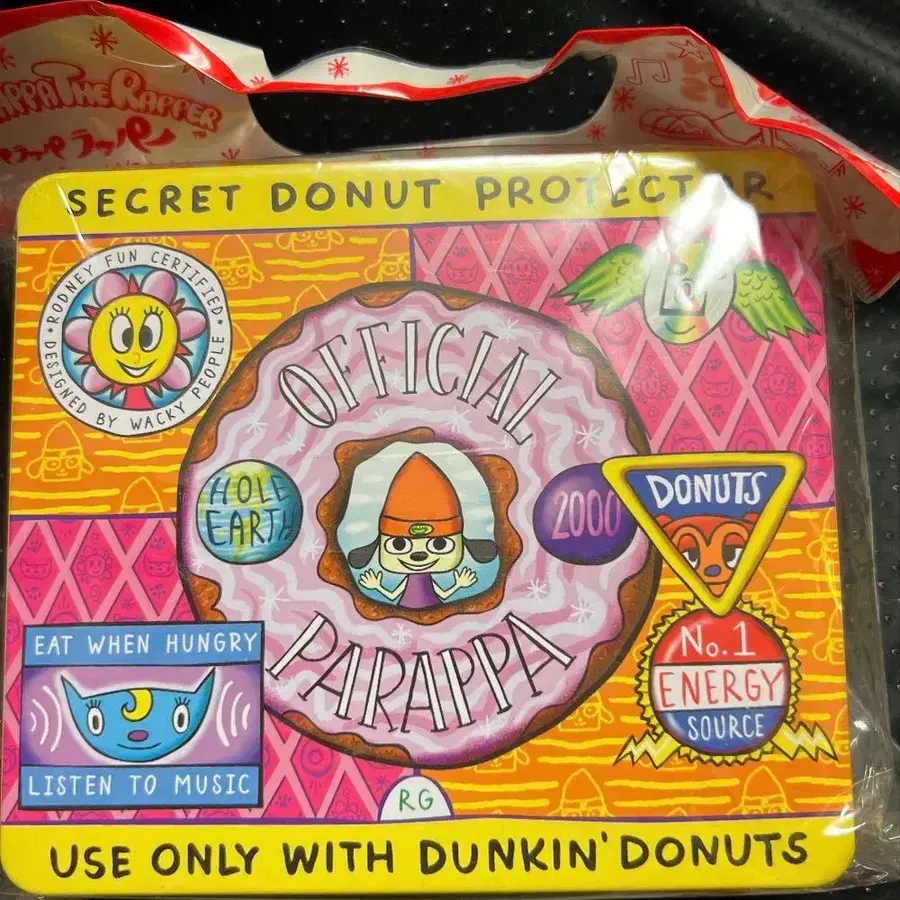 PARAPPA THE RAPPER
パラッパラッパー
SECRET DONUT PROTECTOR
RODNEY FUN CERTIFIED
DESIGNED BY WACKY PEOPLE
OFFICIAL
HOLE
EARTH
2000
DONUTS
PARAPPA
No.1
ENERGY
SOURCE
EAT WHEN HUNGRY
LISTEN TO MUSIC
RG
USE ONLY WITH DUNKIN' DONUTS